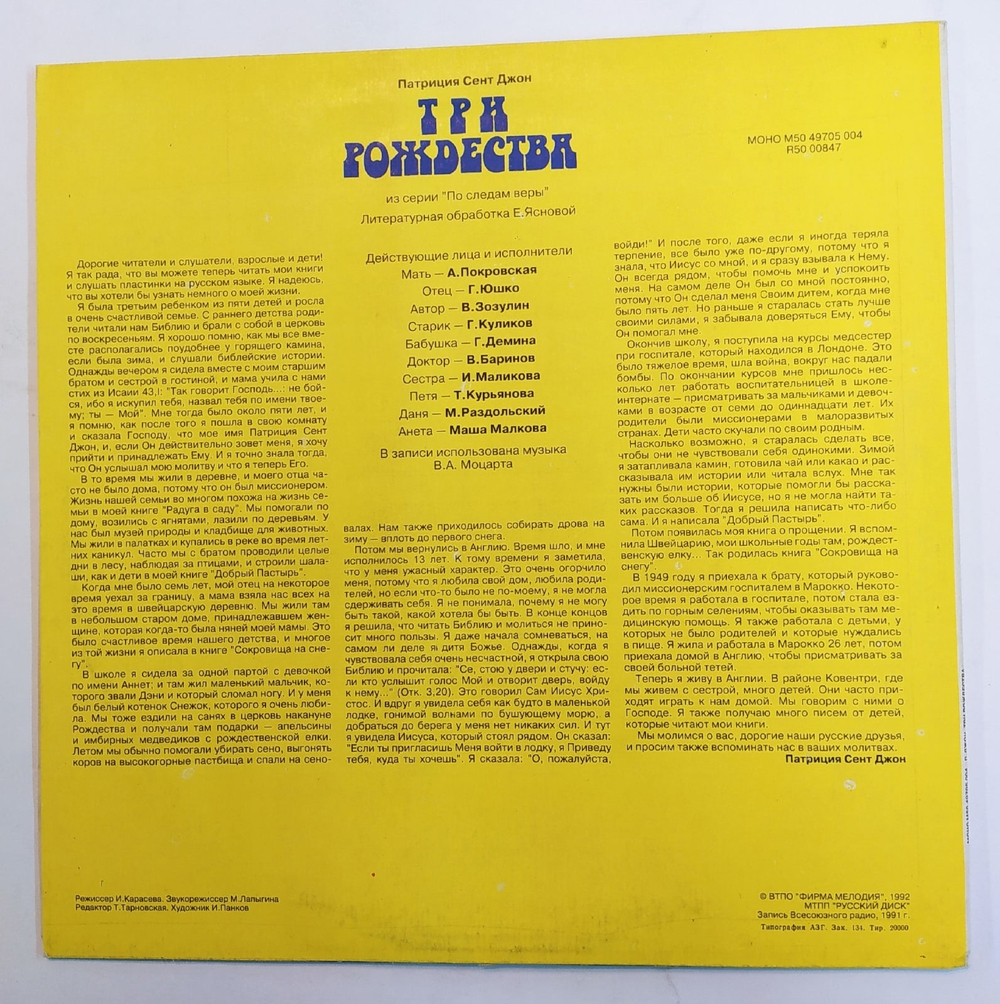 Патриция Сент Джон
ТРИ
РОЖДЕСТВА
МОНО М50 49705 004
R50 00847
из серии "По следам веры"
Литературная обработка Е.Ясновой
Дорогие читатели и слушатели, взрослые и дети!
Я так рада, что вы можете теперь читать мои книги
и слушать пластинки на русском языке. Я надеюсь,
что вы хотели бы узнать немного о моей жизни.
Я была третьим ребенком из пяти детей и росла
в очень счастливой семье. С раннего детства роди-
тели читали нам Библию и брали с собой в церковь
по воскресеньям. Я хорошо помню, как мы все вме-
сте располагались поудобнее у горящего камина,
если была зима, и слушали библейские истории.
Однажды вечером я сидела вместе с моим старшим
братом и сестрой в гостиной, и мама учила с нами
стих из Исаии 43,I: "Так говорит Господь...: не бой-
ся, ибо я искупил тебя, назвал тебя по имени твое-
му; ты — Мой". Мне тогда было около пяти лет, и
я помню, как после того я пошла в свою комнату
и сказала Господу, что мое имя Патриция Сент
Джон, и, если Он действительно зовет меня, я хочу
прийти и принадлежать Ему. И я точно знала тогда,
что Он услышал мою молитву и что я теперь Его.
В то время мы жили в деревне, и моего отца ча-
сто не было дома, потому что он был миссионером.
Жизнь нашей семьи во многом похожа на жизнь се-
мьи в моей книге "Радуга в саду". Мы помогали по
дому, возились с ягнятами, лазили по деревьям. У
нас был музей природы и кладбище для животных.
Мы жили в палатках и купались в реке во время лет-
них каникул. Часто мы с братом проводили целые
дни в лесу, наблюдая за птицами, и строили шала-
ши, как и дети в моей книге "Добрый Пастырь".
Когда мне было семь лет, мой отец на некоторое
время уехал за границу, а мама взяла нас всех на
это время в швейцарскую деревню. Мы жили там
в небольшом старом доме, принадлежавшем жен-
щине, которая когда-то была няней моей мамы. Это
было счастливое время нашего детства, и многое
из той жизни я описала в книге "Сокровища на сне-
гу".
В школе я сидела за одной партой с девочкой
по имени Аннет; и там жил маленький мальчик, ко-
торого звали Дэни и который сломал ногу. И у меня
был белый котенок Снежок, которого я очень люби-
ла. Мы тоже ездили на санях в церковь накануне
Рождества и получали там подарки — апельсины
и имбирных медведиков с рождественской елки.
Летом мы обычно помогали убирать сено, выгонять
коров на высокогорные пастбища и спали на сено-
Действующие лица и исполнители
Мать — А.Покровская
Отец — Г.Юшко
Автор — В.Зозулин
Старик — Г.Куликов
Бабушка — Г.Демина
Доктор — В.Баринов
Сестра — И.Маликова
Петя — Т.Курьянова
Даня — М.Раздольский
Анета — Маша Малкова
В записи использована музыка
В.А. Моцарта
валах. Нам также приходилось собирать дрова на
зиму — вплоть до первого снега.
Потом мы вернулись в Англию. Время шло, и мне
исполнилось 13 лет. К тому времени я заметила,
что у меня ужасный характер. Это очень огорчило
меня, потому что я любила свой дом, любила роди-
телей, но если что-то было не по-моему, я не могла
сдерживать себя. Я не понимала, почему я не могу
быть такой, какой хотела бы быть. В конце концов
я решила, что читать Библию и молиться не прино-
сит много пользы. Я даже начала сомневаться, на
самом ли деле я дитя Божье. Однажды, когда я
чувствовала себя очень несчастной, я открыла свою
Библию и прочитала: "Се, стою у двери и стучу: ес-
ли кто услышит голос Мой и отворит дверь, войду
к нему..." (Отк. 3,20). Это говорил Сам Иисус Хри-
стос. И вдруг я увидела себя как будто в маленькой
лодке, гонимой волнами по бушующему морю, а
добраться до берега у меня нет никаких сил. И тут
я увидела Иисуса, который стоял рядом. Он сказал:
"Если ты пригласишь Меня войти в лодку, я Приведу
тебя, куда ты хочешь". Я сказала: "О, пожалуйста,
войди!" И после того, даже если я иногда теряла
терпение, все было уже по-другому, потому что я
знала, что Иисус со мной, и я сразу взывала к Нему.
Он всегда рядом, чтобы помочь мне и успокоить
меня. На самом деле Он был со мной постоянно,
потому что Он сделал меня Своим дитем, когда мне
было пять лет. Но раньше я старалась стать лучше
своими силами, я забывала доверяться Ему, чтобы
Он помогал мне.
Окончив школу, я поступила на курсы медсестер
при госпитале, который находился в Лондоне. Это
было тяжелое время, шла война, вокруг нас падали
бомбы. По окончании курсов мне пришлось нес-
колько лет работать воспитательницей в школе-
интернате — присматривать за мальчиками и девоч-
ками в возрасте от семи до одиннадцати лет. Их
родители были миссионерами в малоразвитых
странах. Дети часто скучали по своим родным.
Насколько возможно, я старалась сделать все,
чтобы они не чувствовали себя одинокими. Зимой
я затапливала камин, готовила чай или какао и рас-
сказывала им истории или читала вслух. Мне так
нужны были истории, которые помогли бы расска-
зать им больше об Иисусе, но я не могла найти та-
ких рассказов. Тогда я решила написать что-либо
сама. И я написала "Добрый Пастырь".
Потом появилась моя книга о прощении. Я вспом-
нила Швейцарию, мои школьные годы там, рождест-
венскую елку... Так родилась книга "Сокровища на
снегу".
В 1949 году я приехала к брату, который руково-
дил миссионерским госпиталем в Марокко. Некото-
рое время я работала в госпитале, потом стала ез-
дить по горным селениям, чтобы оказывать там ме-
дицинскую помощь. Я также работала с детьми, у
которых не было родителей и которые нуждались
в пище. Я жила и работала в Марокко 26 лет, потом
приехала домой в Англию, чтобы присматривать за
своей больной тетей.
Теперь я живу в Англии. В районе Ковентри, где
мы живем с сестрой, много детей. Они часто при-
ходят играть к нам домой. Мы говорим с ними о
Господе. Я также получаю много писем от детей,
которые читают мои книги.
Мы молимся о вас, дорогие наши русские друзья,
и просим также вспоминать нас в ваших молитвах.
Патриция Сент Джон
Режиссер И.Карасева. Звукорежиссер М.Лапыгина
Редактор Т.Тарновская. Художник И.Панков
© ВТПО "ФИРМА МЕЛОДИЯ", 1992
МТПП "РУССКИЙ ДИСК"
Запись Всесоюзного радио, 1991 г.
Типография АЗГ. Зак. 134. Тир. 20000